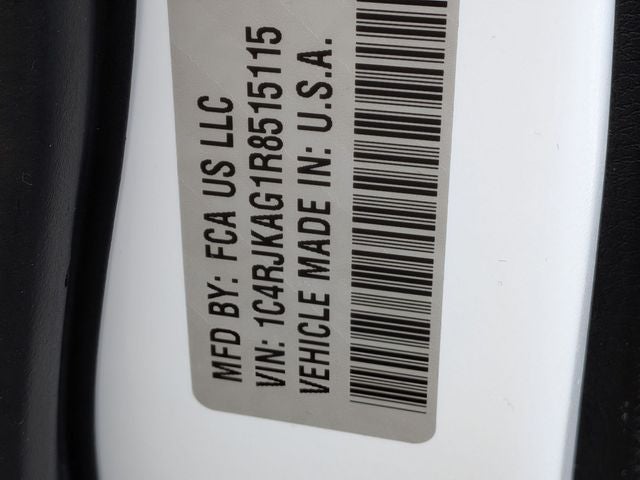 MFD BY: FCA US LLC
VIN: 1C4RJKAG1R8515115
VEHICLE MADE IN: U.S.A.